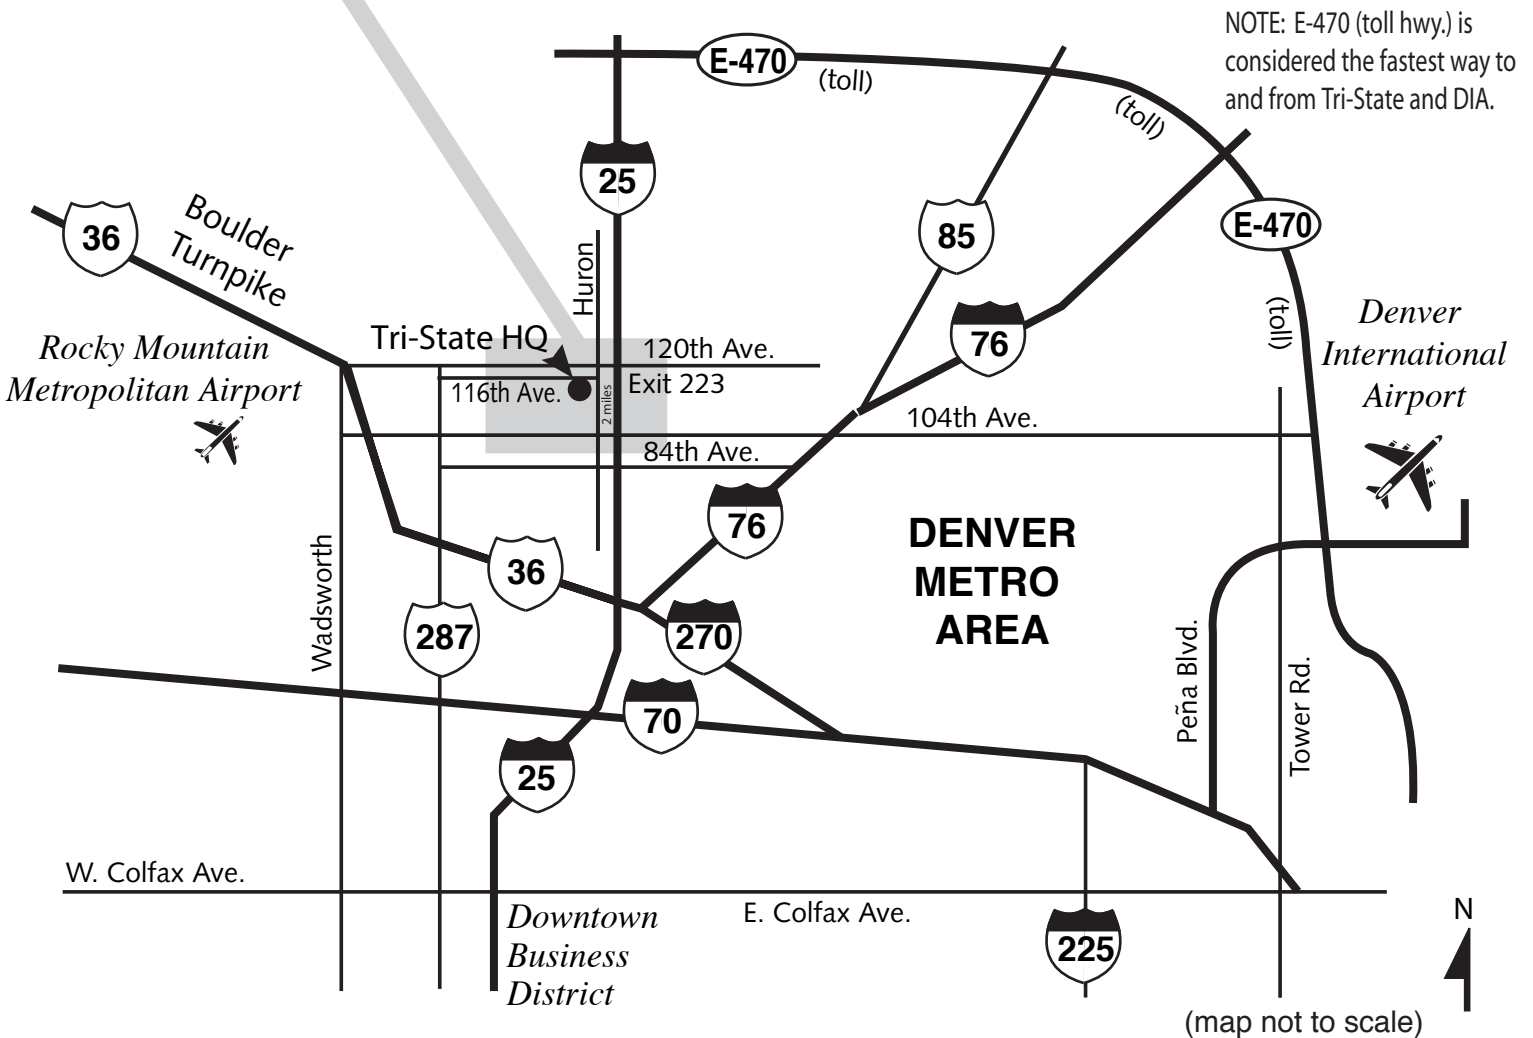 NOTE: E-470 (toll hwy.) is
considered the fastest way to
and from Tri-State and DIA.
E-470
(toll)
(toll)
25
36
Boulder
Turnpike
85
E-470
Huron
76
(toll)
Denver
International
Airport
Rocky Mountain
Metropolitan Airport
Tri-State HQ
120th Ave.
116th Ave.
2 miles
Exit 223
104th Ave.
84th Ave.
76
DENVER
METRO
AREA
36
Wadsworth
287
270
Peña Blvd.
Tower Rd.
70
25
W. Colfax Ave.
E. Colfax Ave.
Downtown
Business
District
225
N
(map not to scale)